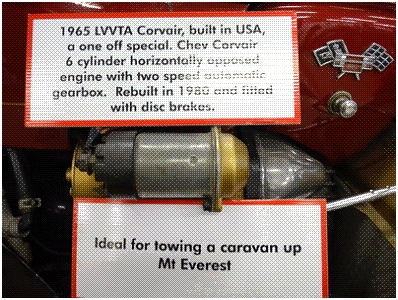 1965 LVVTA Corvair, built in USA,
a one off special. Chev Corvair
6 cylinder horizontally opposed
engine with two speed automatic
gearbox. Rebuilt in 1980 and fitted
with disc brakes.
Ideal for towing a caravan up
Mt Everest